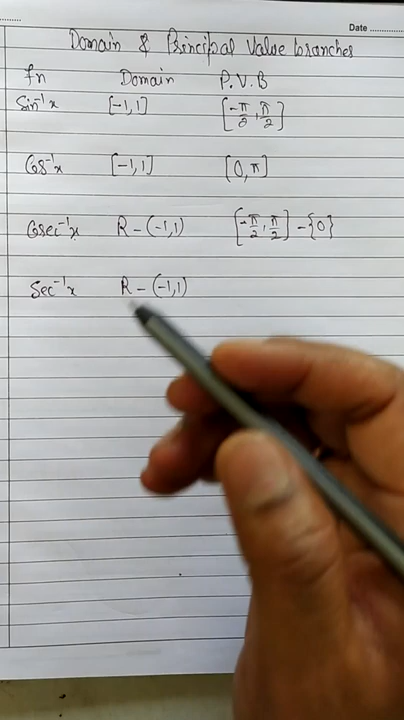 Date ............
Domain & Principal Value branches
fn Domain P.V.B
Sin⁻¹x [-1,1] [-π/2, π/2]
Cos⁻¹x [-1,1] [0,π]
Cosec⁻¹x R-(-1,1) [-π/2, π/2] -{0}
Sec⁻¹x R-(-1,1)